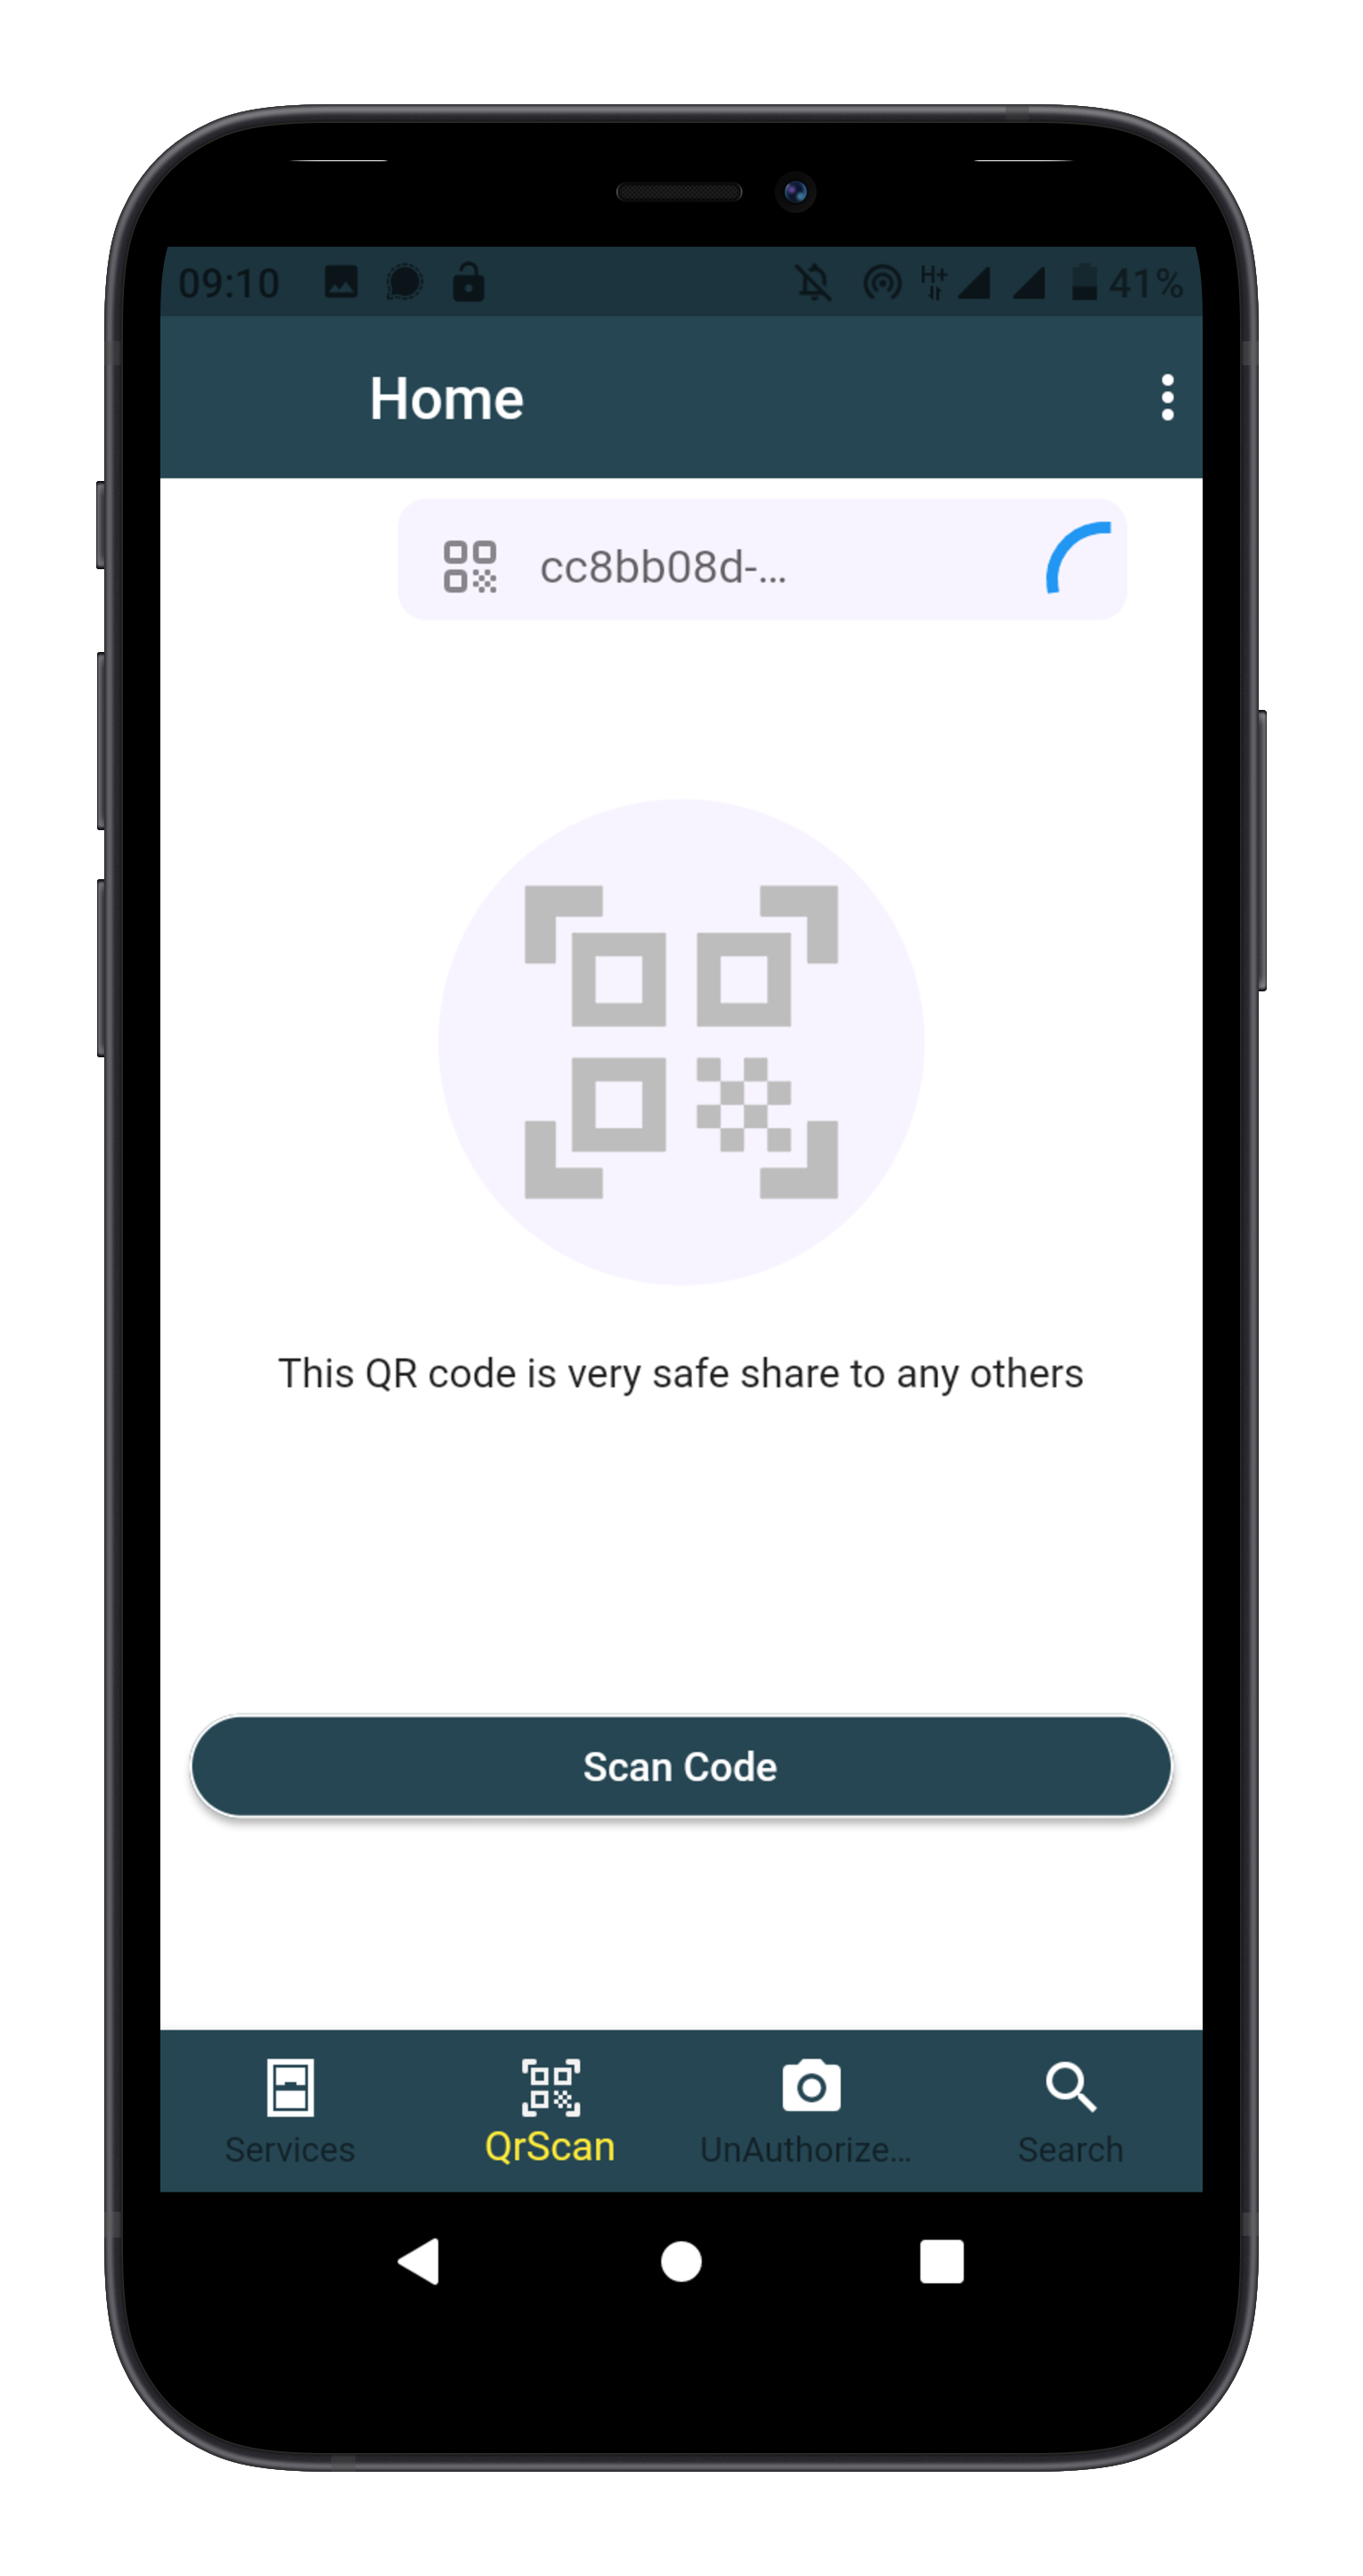 09:10 H+ 41%
Home
cc8bb08d-...
This QR code is very safe share to any others
Scan Code
Services QrScan UnAuthorize... Search